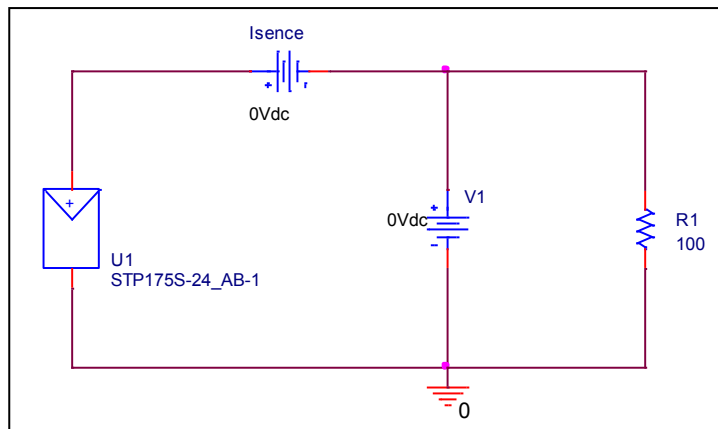 Isence
0Vdc
V1
0Vdc
R1
100
U1
STP175S-24_AB-1
0